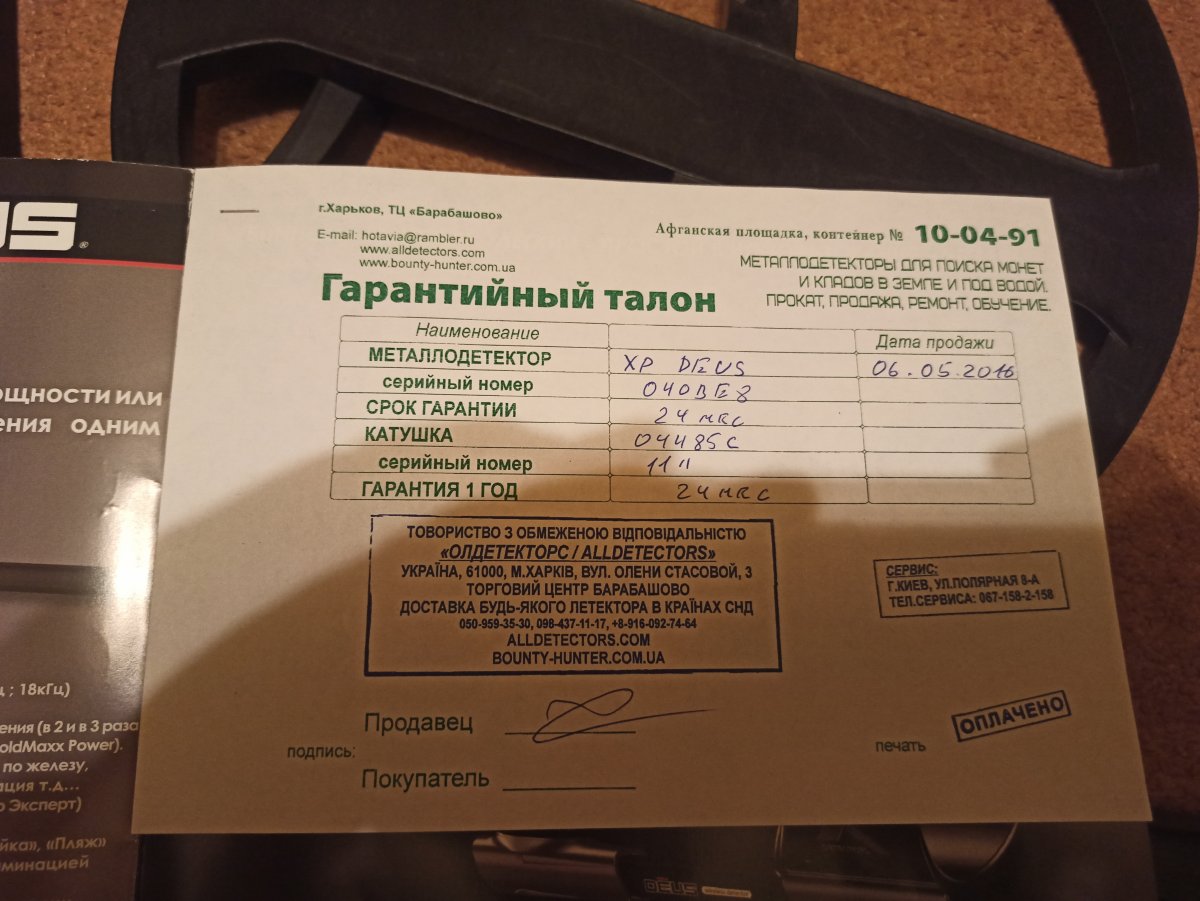 г.Харьков, ТЦ «Барабашово»
E-mail: hotavia@rambler.ru
www.alldetectors.com
www.bounty-hunter.com.ua
Афганская площадка, контейнер № 10-04-91
МЕТАЛЛОДЕТЕКТОРЫ ДЛЯ ПОИСКА МОНЕТ
И КЛАДОВ В ЗЕМЛЕ И ПОД ВОДОЙ.
ПРОКАТ, ПРОДАЖА, РЕМОНТ, ОБУЧЕНИЕ.
Гарантийный талон
Наименование Дата продажи
МЕТАЛЛОДЕТЕКТОР XP DEUS 06.05.2016
серийный номер 040BE8
СРОК ГАРАНТИИ 24 мес
КАТУШКА 04485C
серийный номер 11"
ГАРАНТИЯ 1 ГОД 24 мес
ТОВОРИСТВО З ОБМЕЖЕНОЮ ВІДПОВІДАЛЬНІСТЮ
«ОЛДЕТЕКТОРС / ALLDETECTORS»
УКРАЇНА, 61000, М.ХАРКІВ, ВУЛ. ОЛЕНИ СТАСОВОЙ, 3
ТОРГОВИЙ ЦЕНТР БАРАБАШОВО
ДОСТАВКА БУДЬ-ЯКОГО ЛЕТЕКТОРА В КРАЇНАХ СНД
050-959-35-30, 098-437-11-17, +8-916-092-74-64
ALLDETECTORS.COM
BOUNTY-HUNTER.COM.UA
СЕРВИС:
Г.КИЕВ, УЛ.ПОЛЯРНАЯ 8-А
ТЕЛ.СЕРВИСА: 067-158-2-158
Продавец
подпись:
Покупатель
печать
ОПЛАЧЕНО
US®
ощности или
ения одним
ц ; 18кГц)
ения (в 2 и в 3 раза
oldMaxx Power).
по железу,
ация т.д...
о Эксперт)
йка», «Пляж»
иминацией
DEUS